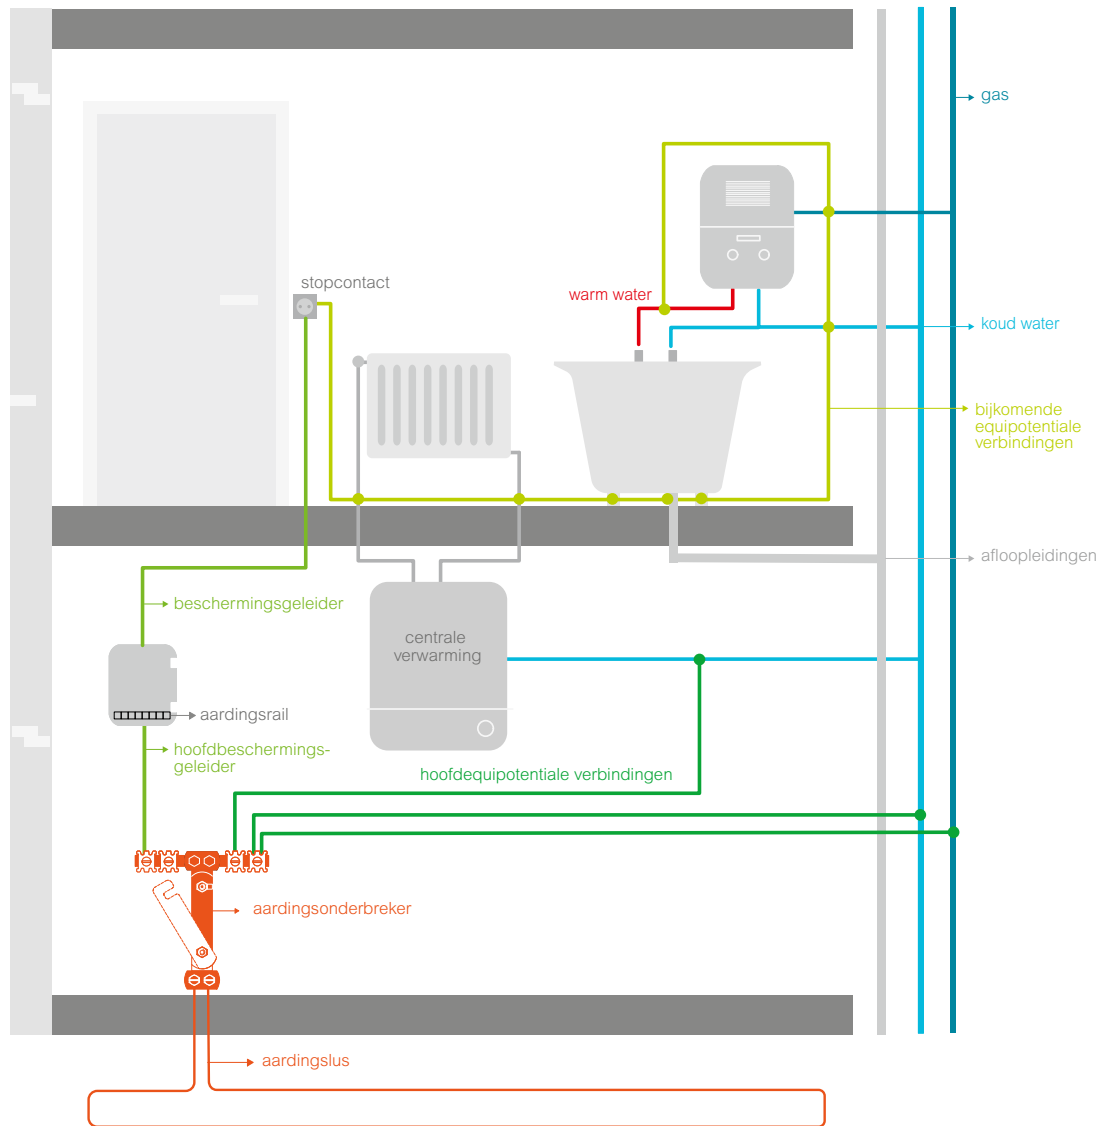 gas
stopcontact
warm water
koud water
bijkomende
equipotentiale
verbindingen
afloopleidingen
beschermingsgeleider
centrale
verwarming
aardingsrail
hoofdbeschermings-
geleider
hoofdequipotentiale verbindingen
aardingsonderbreker
aardingslus